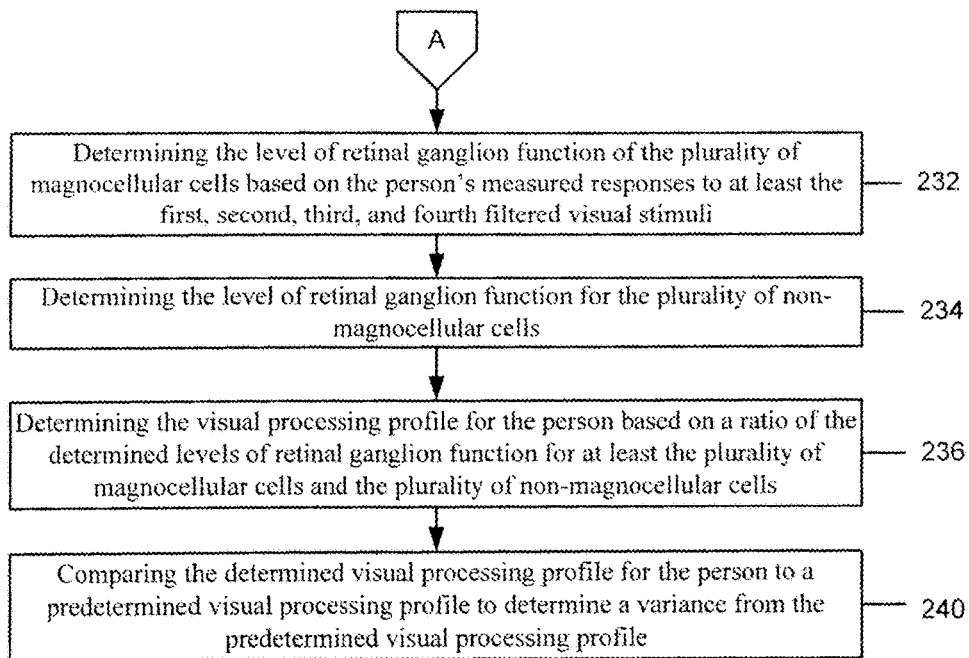 A
Determining the level of retinal ganglion function of the plurality of
magnocellular cells based on the person's measured responses to at least the
first, second, third, and fourth filtered visual stimuli
232
Determining the level of retinal ganglion function for the plurality of non-
magnocellular cells
234
Determining the visual processing profile for the person based on a ratio of the
determined levels of retinal ganglion function for at least the plurality of
magnocellular cells and the plurality of non-magnocellular cells
236
Comparing the determined visual processing profile for the person to a
predetermined visual processing profile to determine a variance from the
predetermined visual processing profile
240